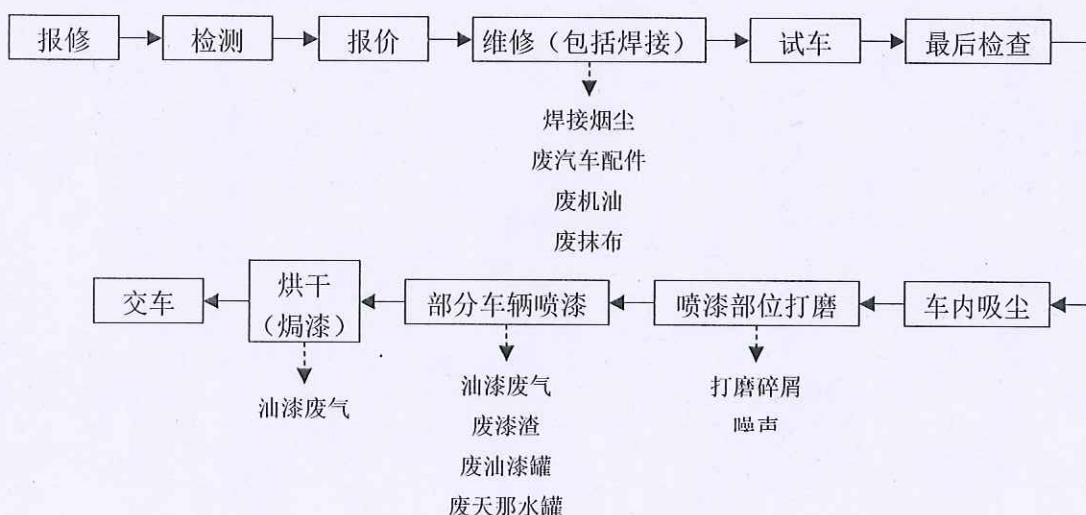 报修
检测
报价
维修（包括焊接）
试车
最后检查
焊接烟尘
废汽车配件
废机油
废抹布
交车
烘干
（焗漆）
部分车辆喷漆
喷漆部位打磨
车内吸尘
油漆废气
油漆废气
废漆渣
废油漆罐
废天那水罐
打磨碎屑
噪声